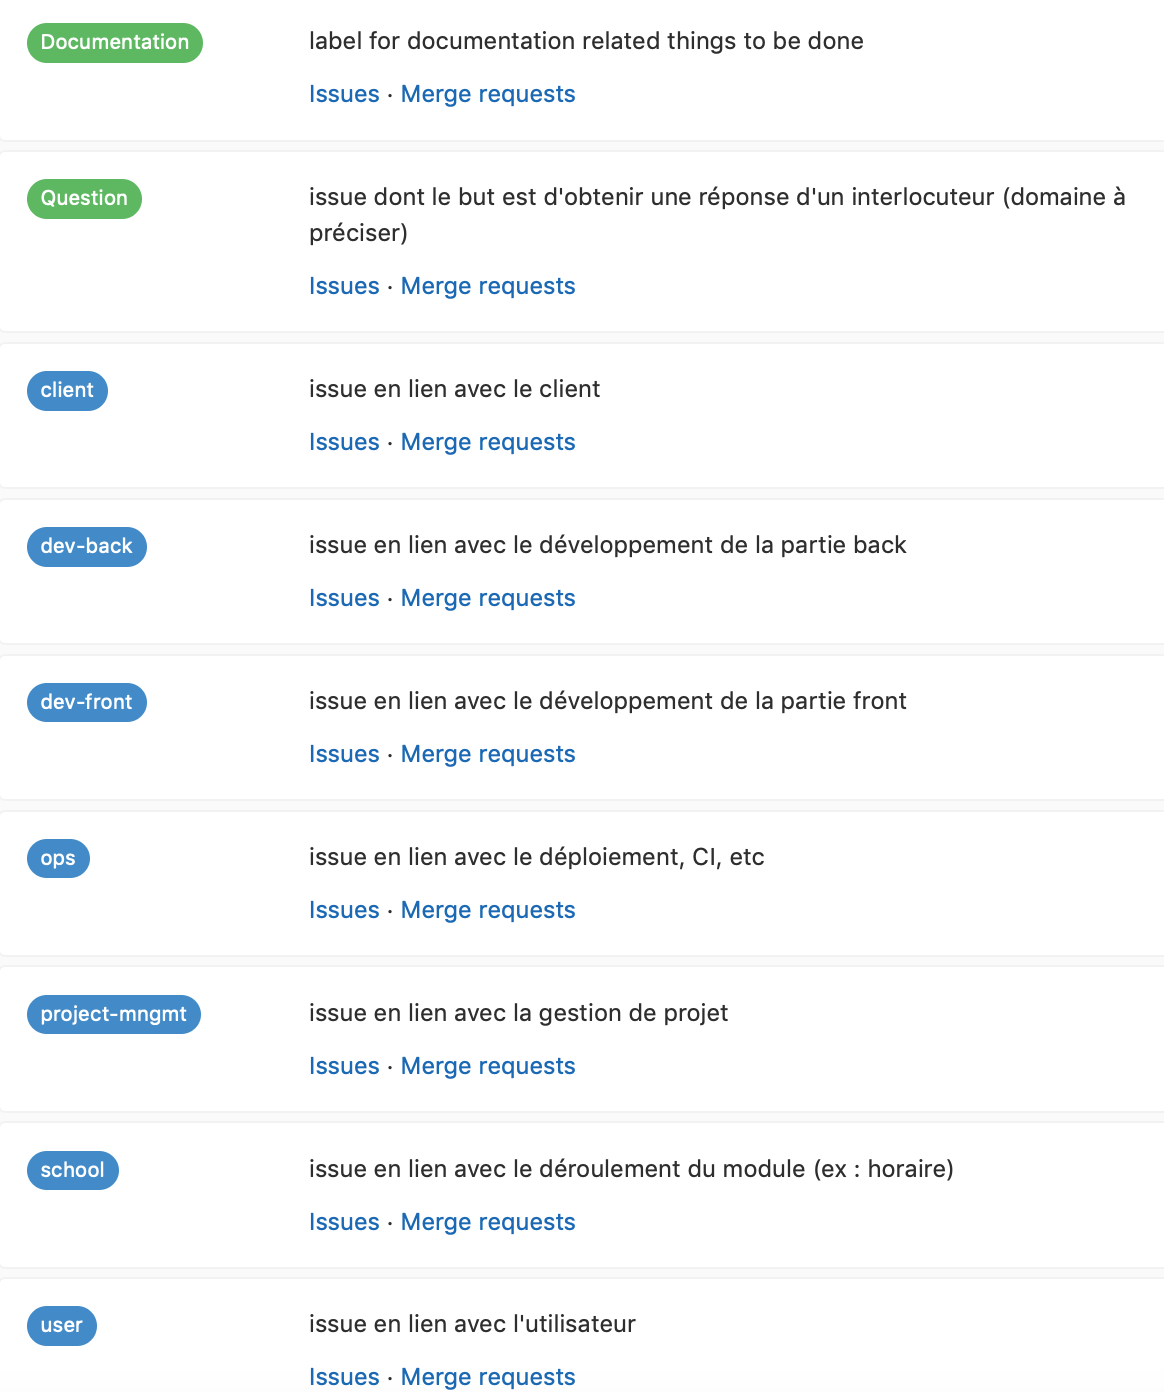 Documentation
label for documentation related things to be done
Issues · Merge requests
Question
issue dont le but est d'obtenir une réponse d'un interlocuteur (domaine à
préciser)
Issues · Merge requests
client
issue en lien avec le client
Issues · Merge requests
dev-back
issue en lien avec le développement de la partie back
Issues · Merge requests
dev-front
issue en lien avec le développement de la partie front
Issues · Merge requests
ops
issue en lien avec le déploiement, CI, etc
Issues · Merge requests
project-mngmt
issue en lien avec la gestion de projet
Issues · Merge requests
school
issue en lien avec le déroulement du module (ex : horaire)
Issues · Merge requests
user
issue en lien avec l'utilisateur
Issues · Merge requests